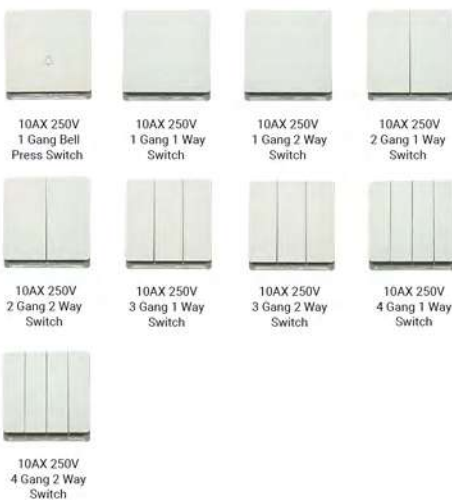 10AX 250V
1 Gang Bell
Press Switch
10AX 250V
1 Gang 1 Way
Switch
10AX 250V
1 Gang 2 Way
Switch
10AX 250V
2 Gang 1 Way
Switch
10AX 250V
2 Gang 2 Way
Switch
10AX 250V
3 Gang 1 Way
Switch
10AX 250V
3 Gang 2 Way
Switch
10AX 250V
4 Gang 1 Way
Switch
10AX 250V
4 Gang 2 Way
Switch